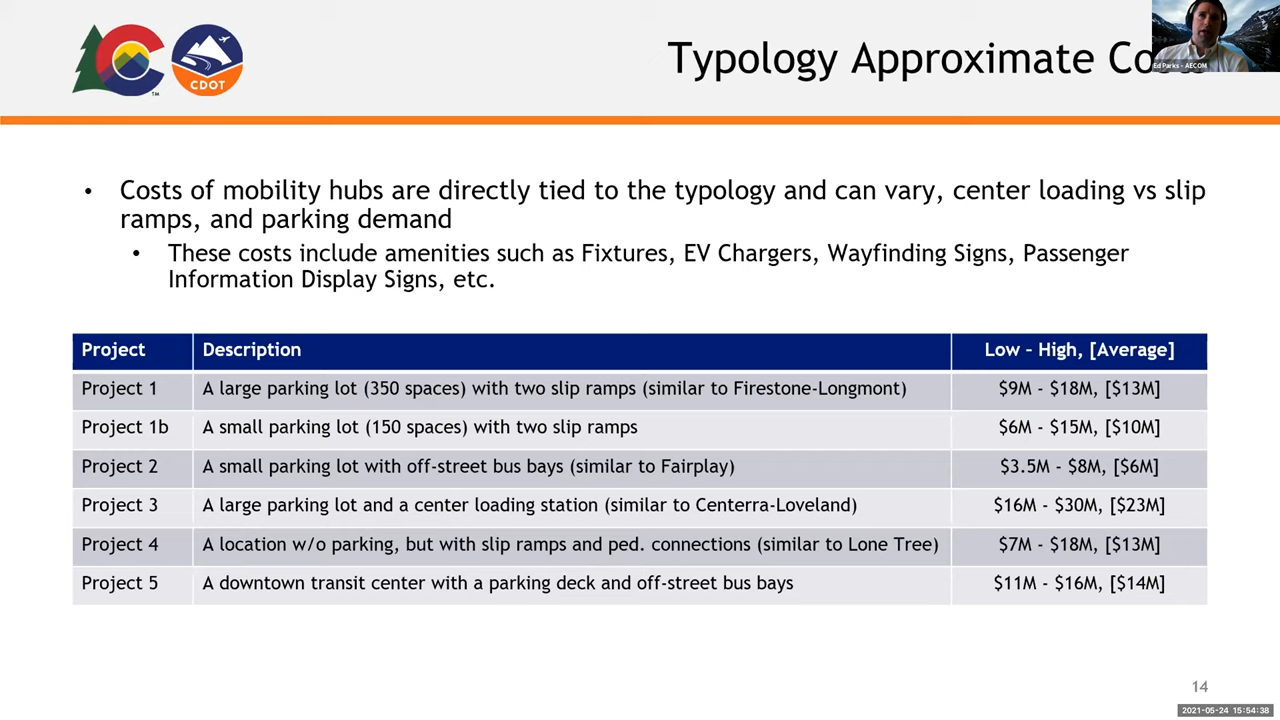 CDOT
TM
Typology Approximate
Ed Parks - AECOM
• Costs of mobility hubs are directly tied to the typology and can vary, center loading vs slip
ramps, and parking demand
• These costs include amenities such as Fixtures, EV Chargers, Wayfinding Signs, Passenger
Information Display Signs, etc.
Project Description Low – High, [Average]
Project 1 A large parking lot (350 spaces) with two slip ramps (similar to Firestone-Longmont) $9M - $18M, [$13M]
Project 1b A small parking lot (150 spaces) with two slip ramps $6M - $15M, [$10M]
Project 2 A small parking lot with off-street bus bays (similar to Fairplay) $3.5M - $8M, [$6M]
Project 3 A large parking lot and a center loading station (similar to Centerra-Loveland) $16M - $30M, [$23M]
Project 4 A location w/o parking, but with slip ramps and ped. connections (similar to Lone Tree) $7M - $18M, [$13M]
Project 5 A downtown transit center with a parking deck and off-street bus bays $11M - $16M, [$14M]
14
2021-05-24 15:54:38